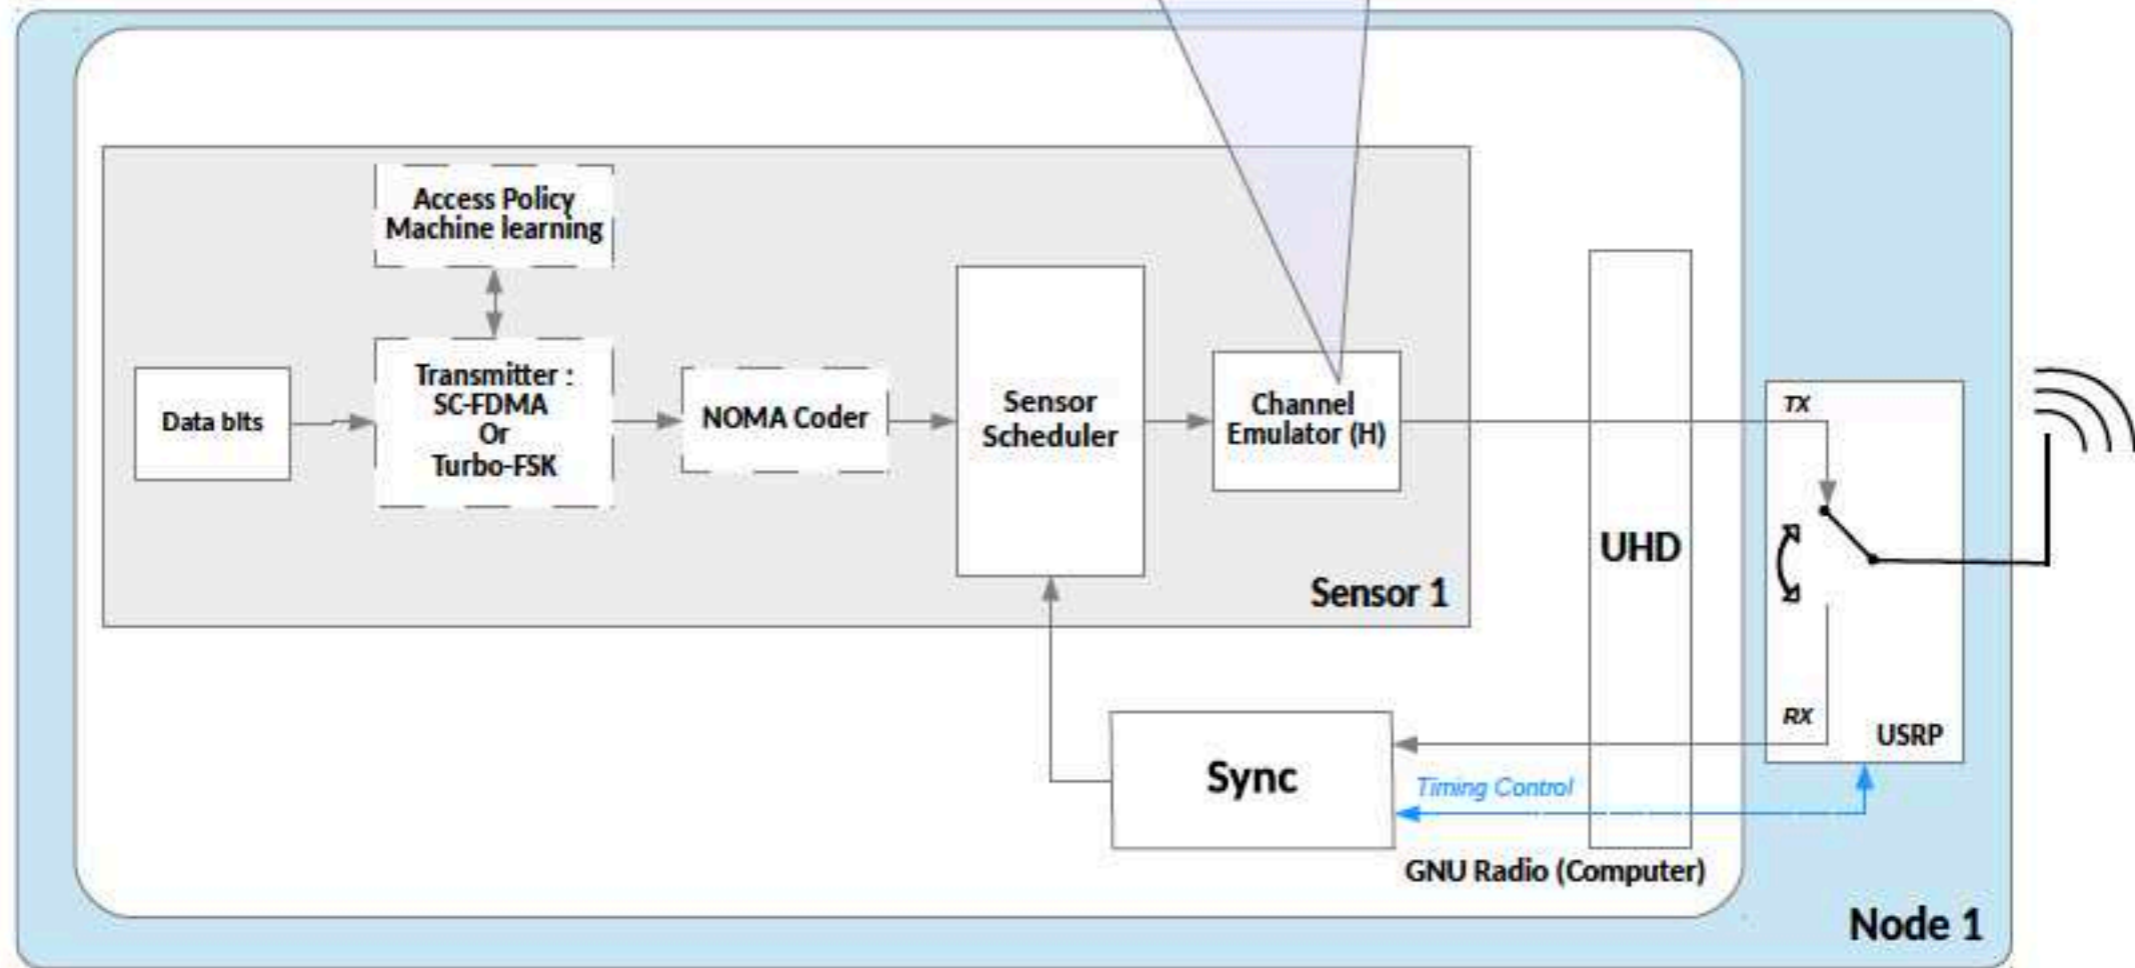 Access Policy
Machine learning
Data bits
Transmitter :
SC-FDMA
Or
Turbo-FSK
NOMA Coder
Sensor
Scheduler
Channel
Emulator (H)
Sensor 1
UHD
TX
RX
USRP
Sync
Timing Control
GNU Radio (Computer)
Node 1